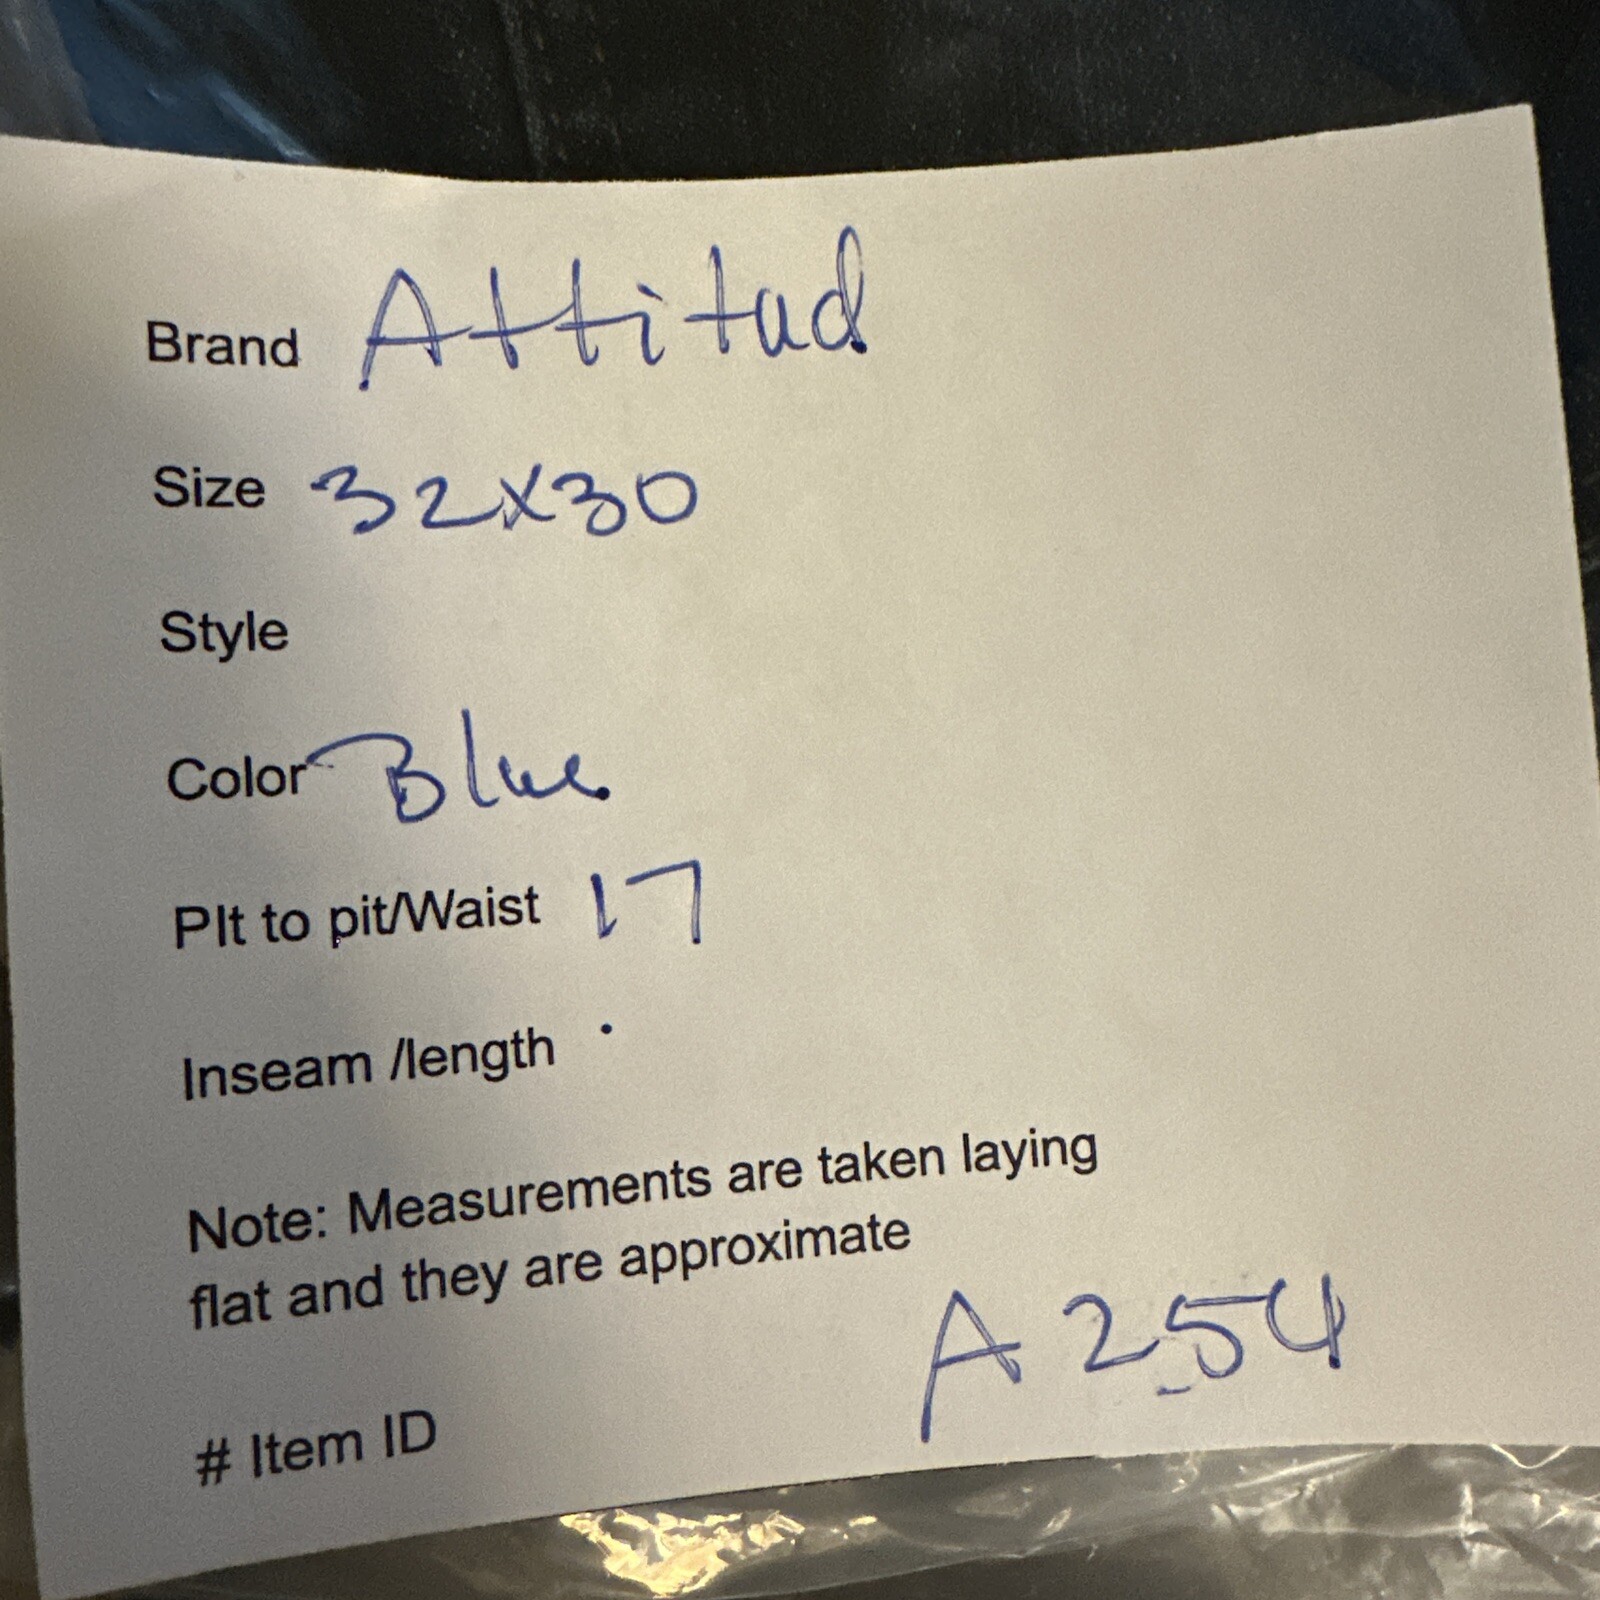 Brand Attitud
Size 32x30
Style
Color Blue
PIt to pit/Waist 17
Inseam /length
Note: Measurements are taken laying
flat and they are approximate
A254
# Item ID